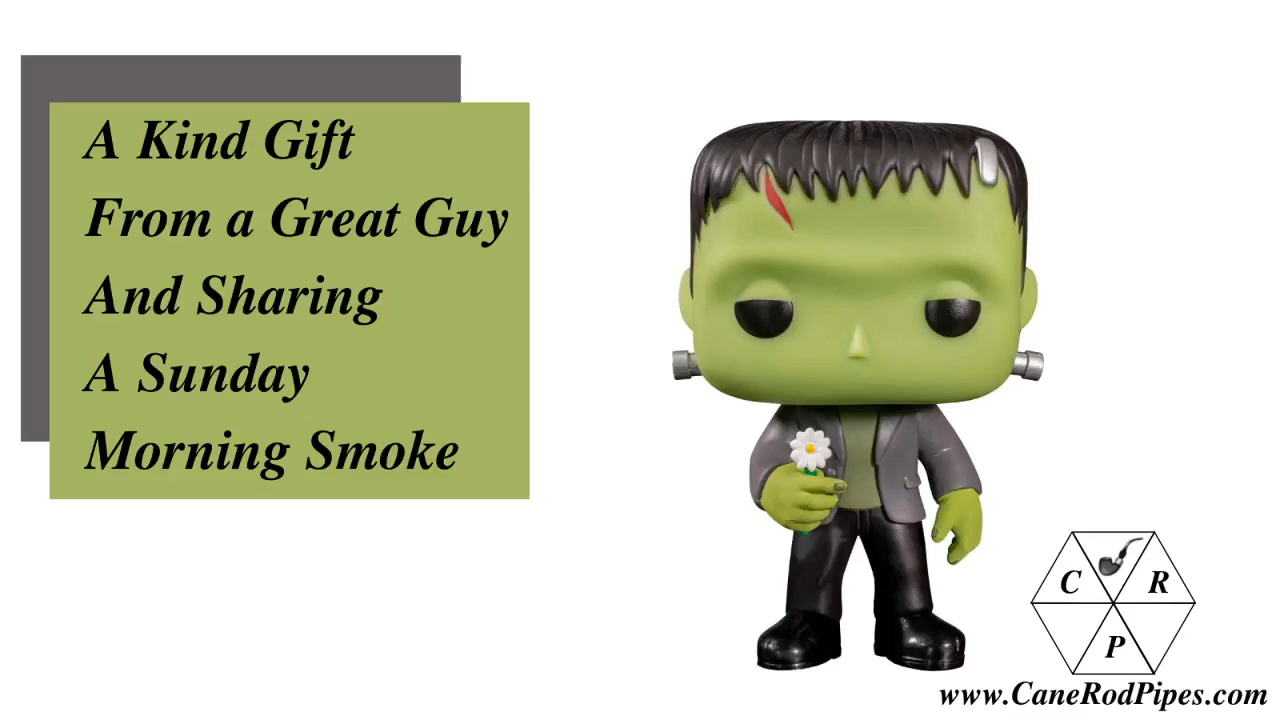 A Kind Gift
From a Great Guy
And Sharing
A Sunday
Morning Smoke
C R
P
www.CaneRodPipes.com